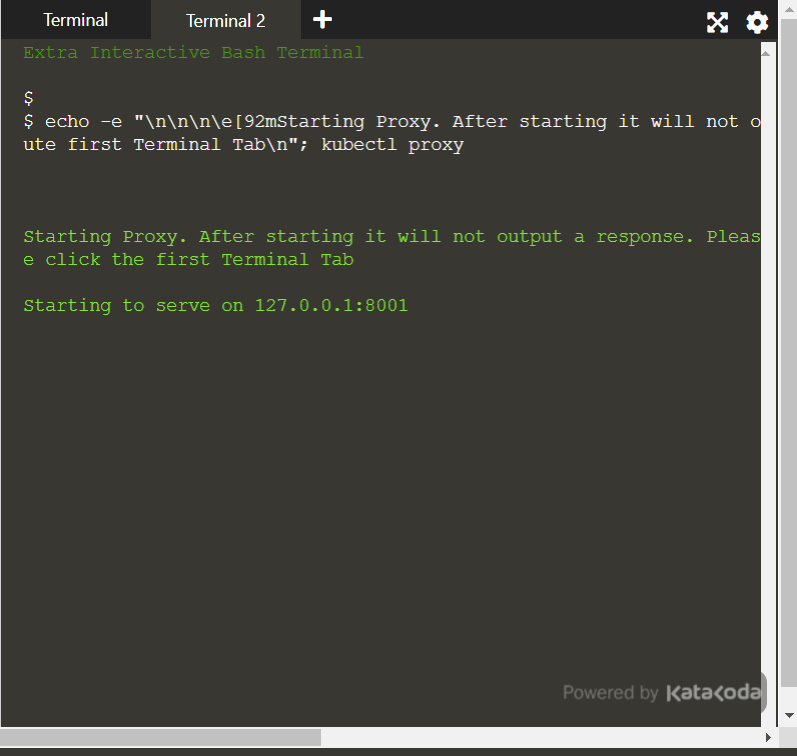 Terminal
Terminal 2
Extra Interactive Bash Terminal
$
$ echo -e "\n\n\n\e[92mStarting Proxy. After starting it will not o
ute first Terminal Tab\n"; kubectl proxy
Starting Proxy. After starting it will not output a response. Pleas
e click the first Terminal Tab
Starting to serve on 127.0.0.1:8001
Powered by Katacoda